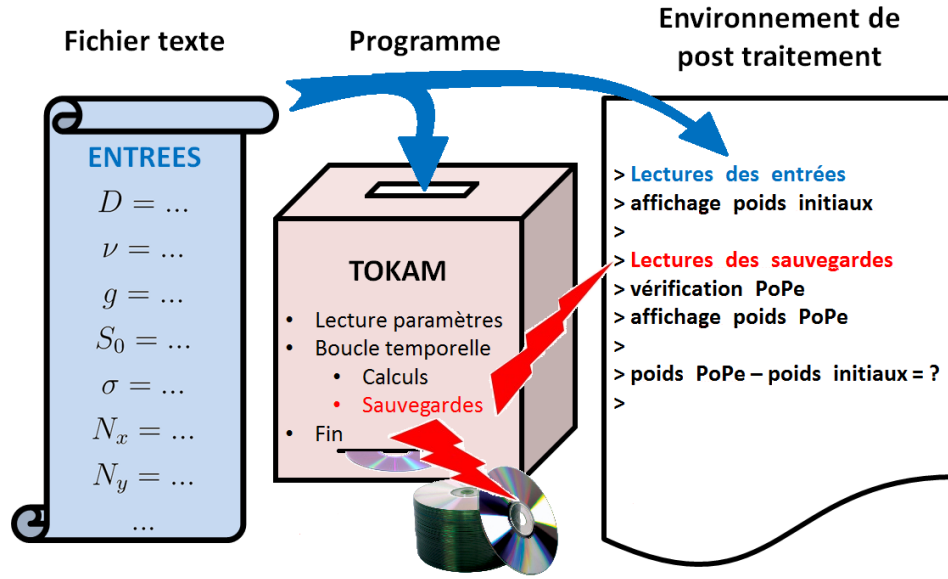 Fichier texte
Programme
Environnement de
post traitement
ENTREES
D = ...
ν = ...
g = ...
S₀ = ...
σ = ...
Nₓ = ...
Nᵧ = ...
...
TOKAM
• Lecture paramètres
• Boucle temporelle
• Calculs
• Sauvegardes
• Fin
> Lectures des entrées
> affichage poids initiaux
>
> Lectures des sauvegardes
> vérification PoPe
> affichage poids PoPe
>
> poids PoPe – poids initiaux = ?
>